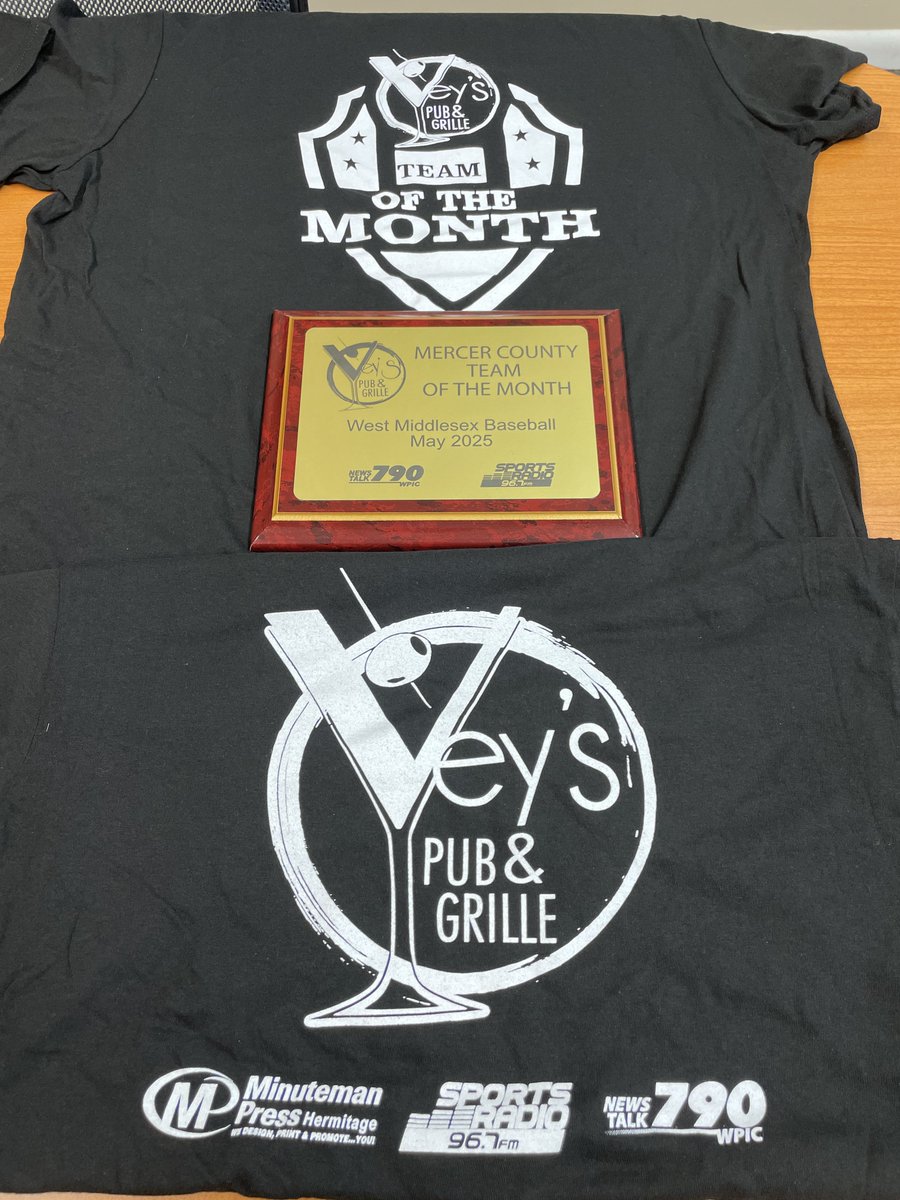 Vey's
PUB &
GRILLE
TEAM
OF THE
MONTH
Vey's
PUB &
GRILLE
MERCER COUNTY
TEAM
OF THE MONTH
West Middlesex Baseball
May 2025
NEWS
TALK 790
WPIC
SPORTS
RADIO
96.7FM
Vey's
PUB &
GRILLE
MP Minuteman
Press Hermitage
WE DESIGN, PRINT & PROMOTE...YOU!
SPORTS
RADIO
96.7FM
NEWS
TALK 790
WPIC